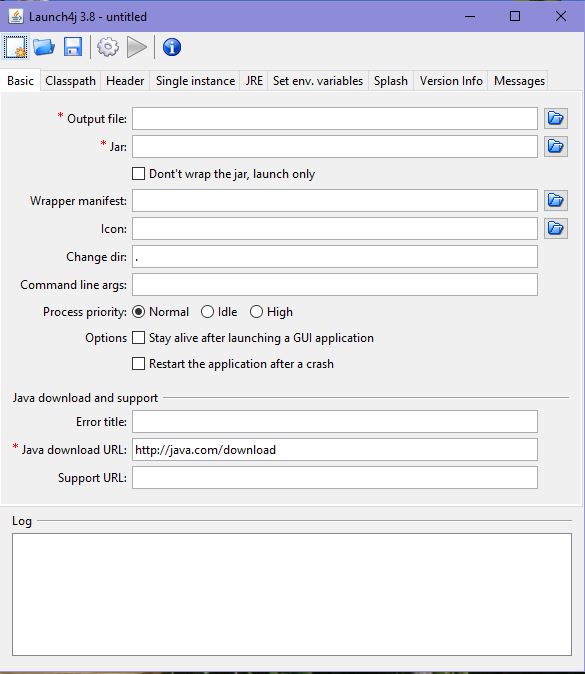 Launch4j 3.8 - untitled
Basic Classpath Header Single instance JRE Set env. variables Splash Version Info Messages
* Output file:
* Jar:
Dont't wrap the jar, launch only
Wrapper manifest:
Icon:
Change dir: .
Command line args:
Process priority: Normal Idle High
Options Stay alive after launching a GUI application
Restart the application after a crash
Java download and support
Error title:
* Java download URL: http://java.com/download
Support URL:
Log